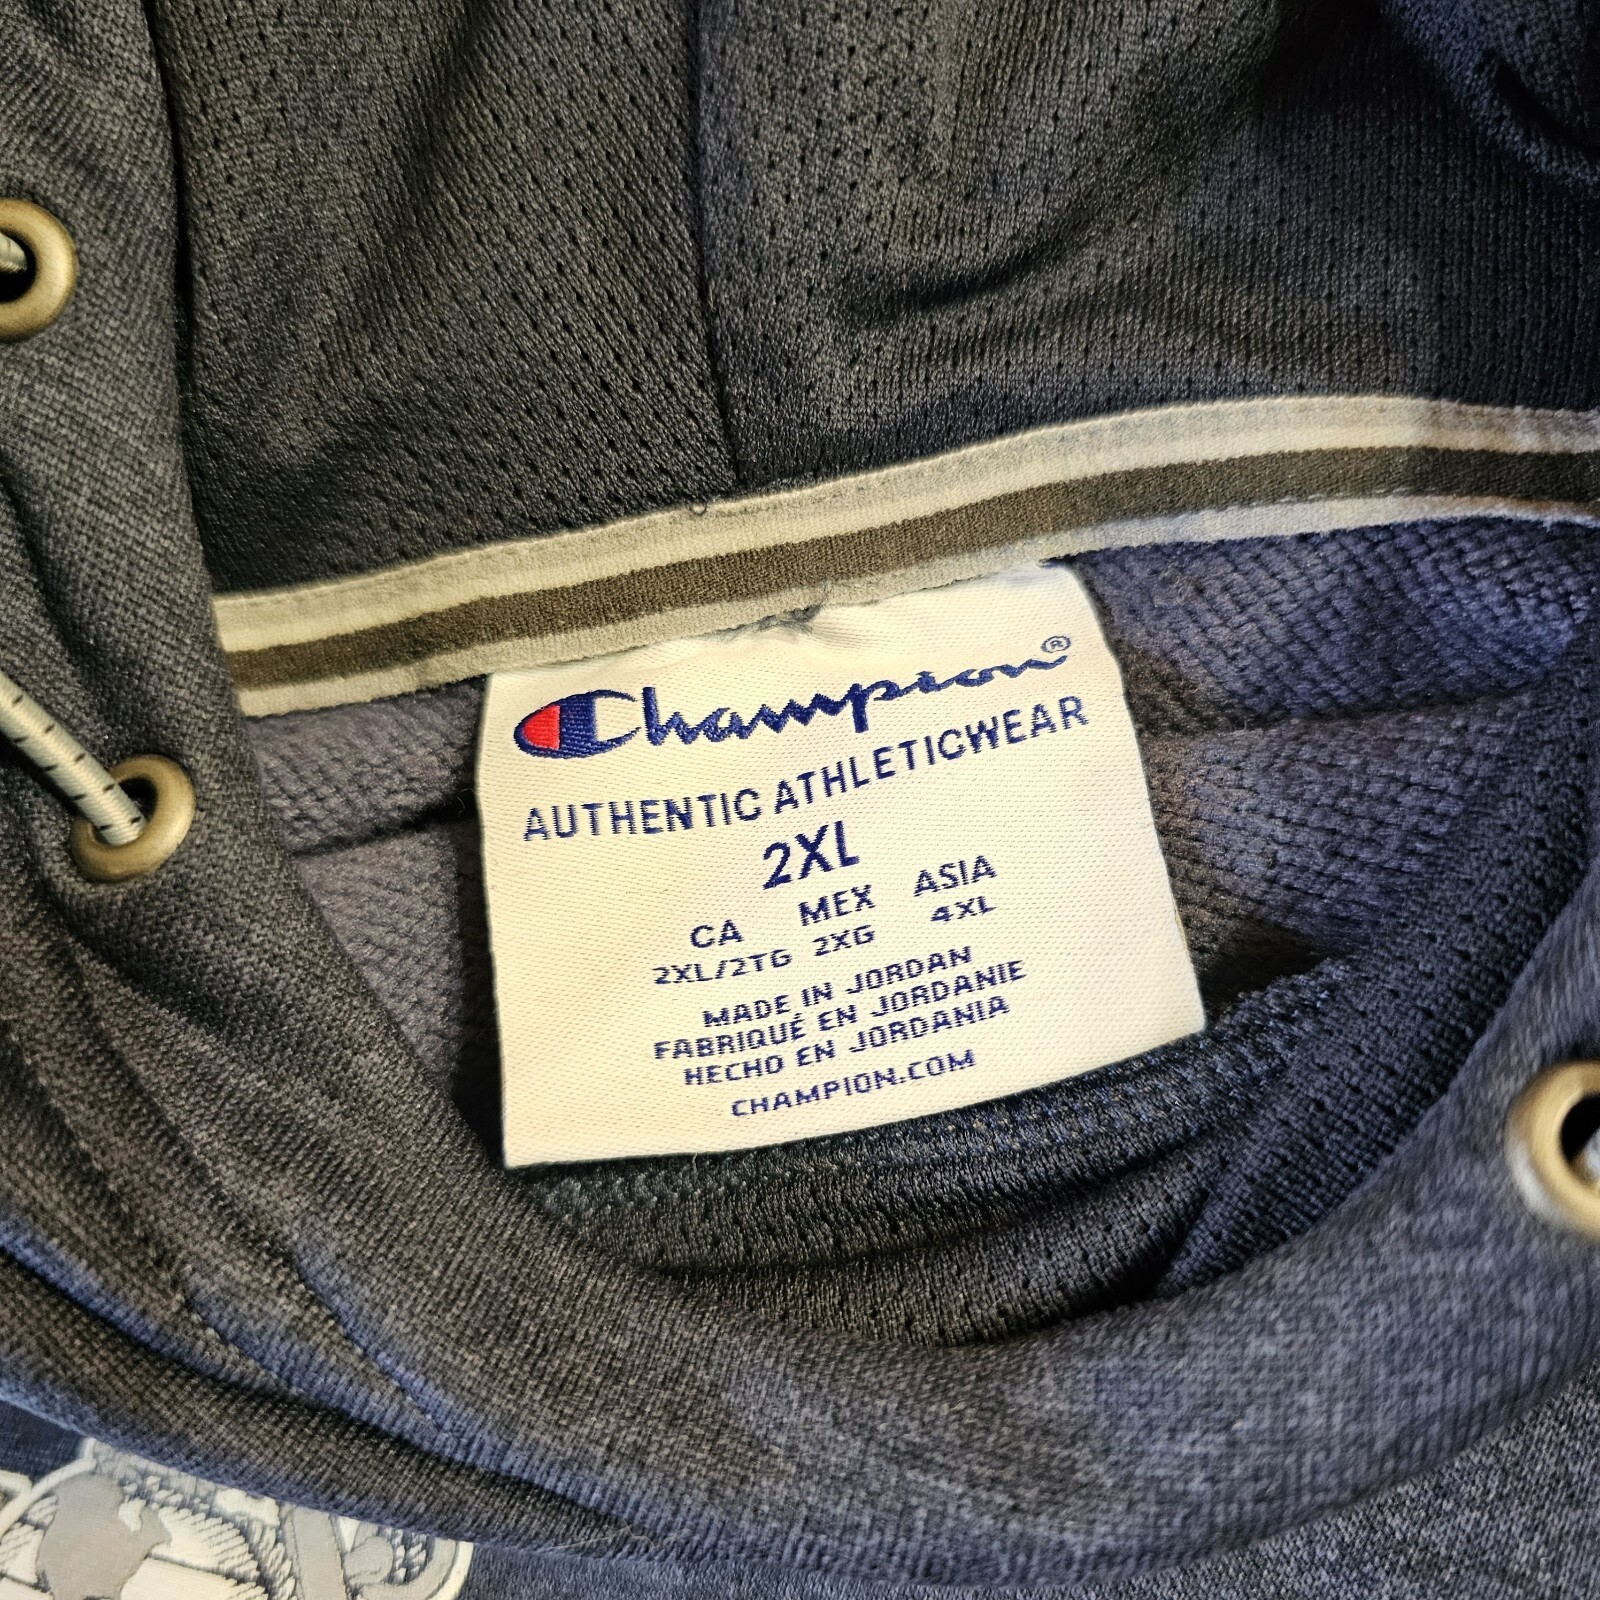 Champion®
AUTHENTIC ATHLETICWEAR
2XL
CA MEX ASIA
2XL/2TG 2XG 4XL
MADE IN JORDAN
FABRIQUÉ EN JORDANIE
HECHO EN JORDANIA
CHAMPION.COM